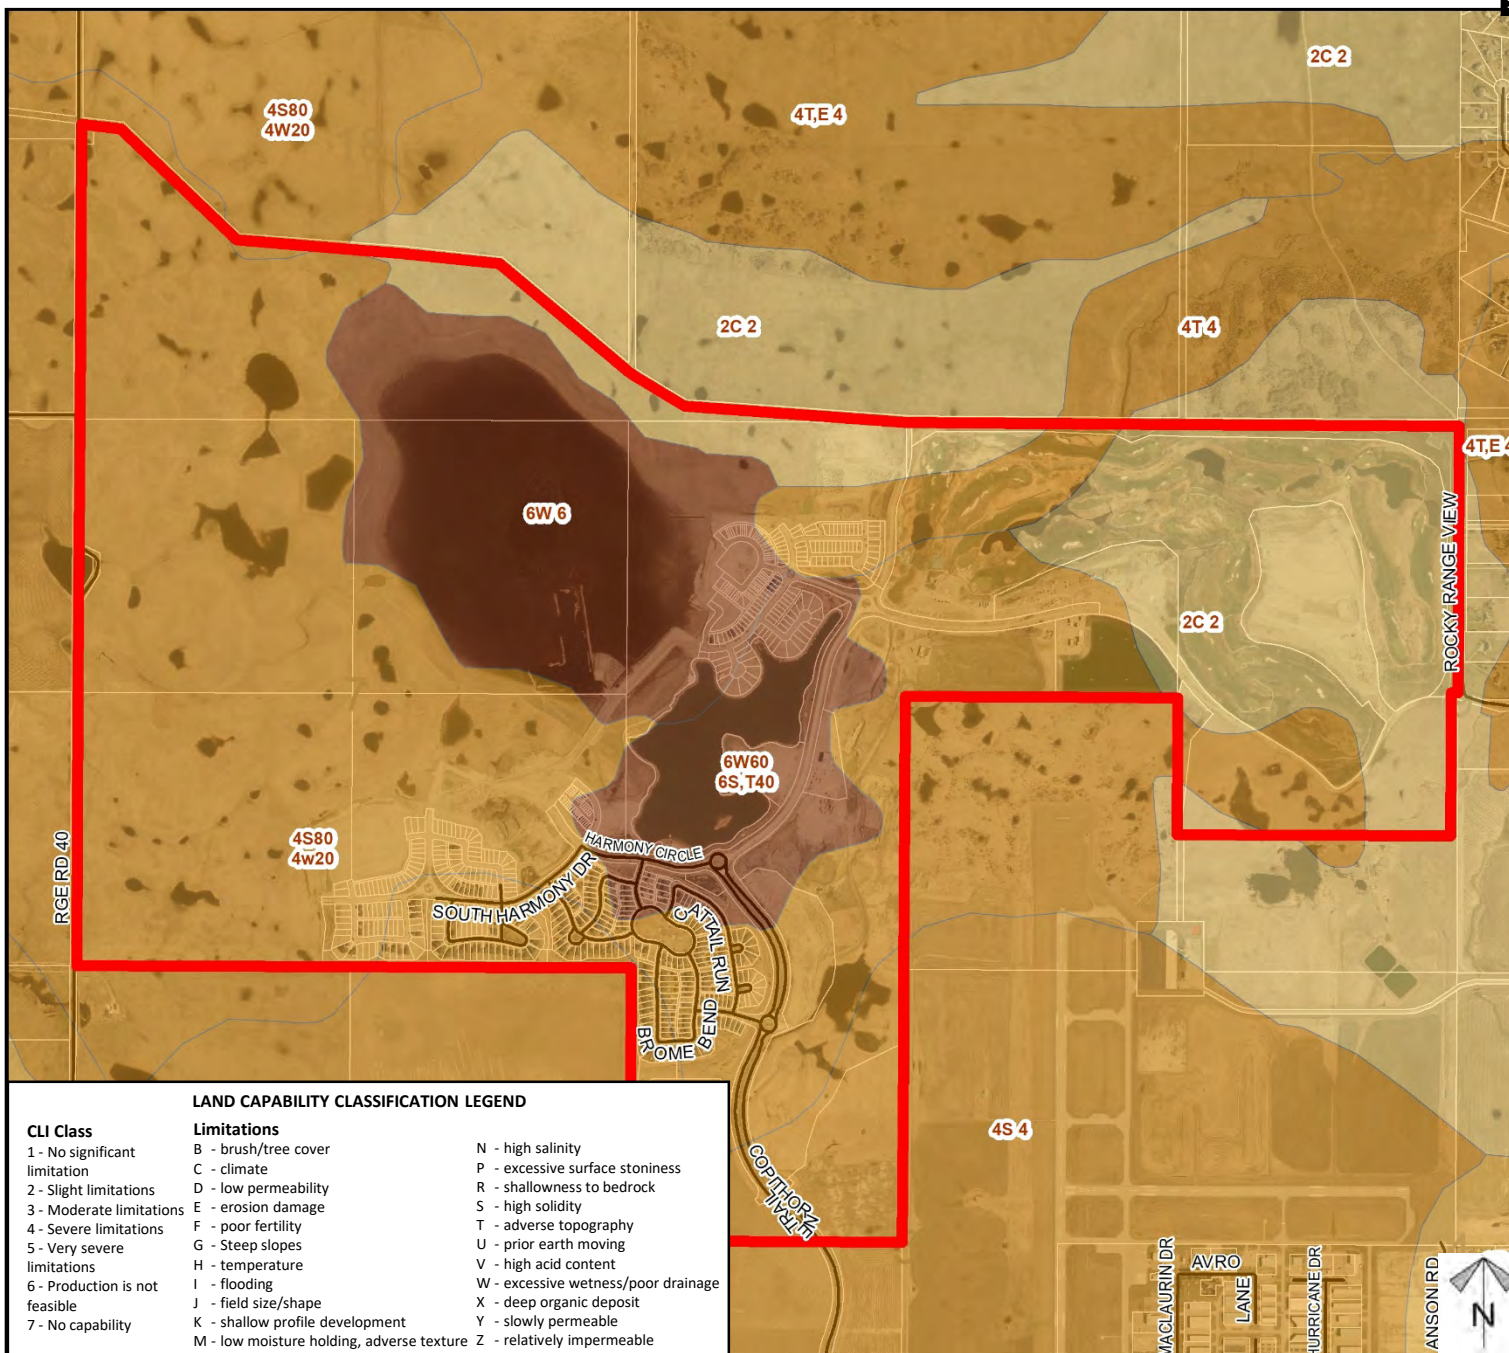 2C 2
4S80
4W20
4T,E 4
2C 2
4T 4
4T,E 4
6W 6
ROCKY RANGE VIEW
2C 2
6W60
6S,T40
4S80
4w20
HARMONY CIRCLE
RGE RD 40
SOUTH HARMONY DR
CATTAIL RUN
BROME BEND
4S 4
COPITHORNE TRAIL
MACLAURIN DR
AVRO LANE
HURRICANE DR
ANSON RD
N
LAND CAPABILITY CLASSIFICATION LEGEND
CLI Class
1 - No significant
limitation
2 - Slight limitations
3 - Moderate limitations
4 - Severe limitations
5 - Very severe
limitations
6 - Production is not
feasible
7 - No capability
Limitations
B - brush/tree cover
C - climate
D - low permeability
E - erosion damage
F - poor fertility
G - Steep slopes
H - temperature
I - flooding
J - field size/shape
K - shallow profile development
M - low moisture holding, adverse texture
N - high salinity
P - excessive surface stoniness
R - shallowness to bedrock
S - high solidity
T - adverse topography
U - prior earth moving
V - high acid content
W - excessive wetness/poor drainage
X - deep organic deposit
Y - slowly permeable
Z - relatively impermeable